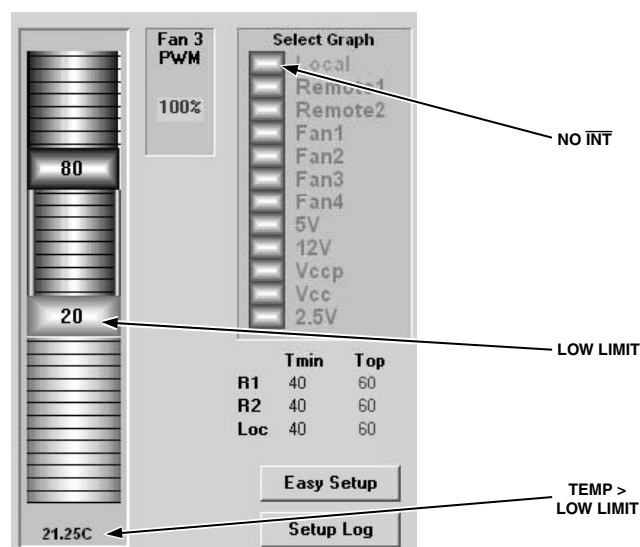 Fan 3
PWM
100%
80
20
21.25C
Select Graph
Local
Remote1
Remote2
Fan1
Fan2
Fan3
Fan4
5V
12V
Vccp
Vcc
2.5V
Tmin Top
R1 40 60
R2 40 60
Loc 40 60
Easy Setup
Setup Log
NO INT
LOW LIMIT
TEMP >
LOW LIMIT